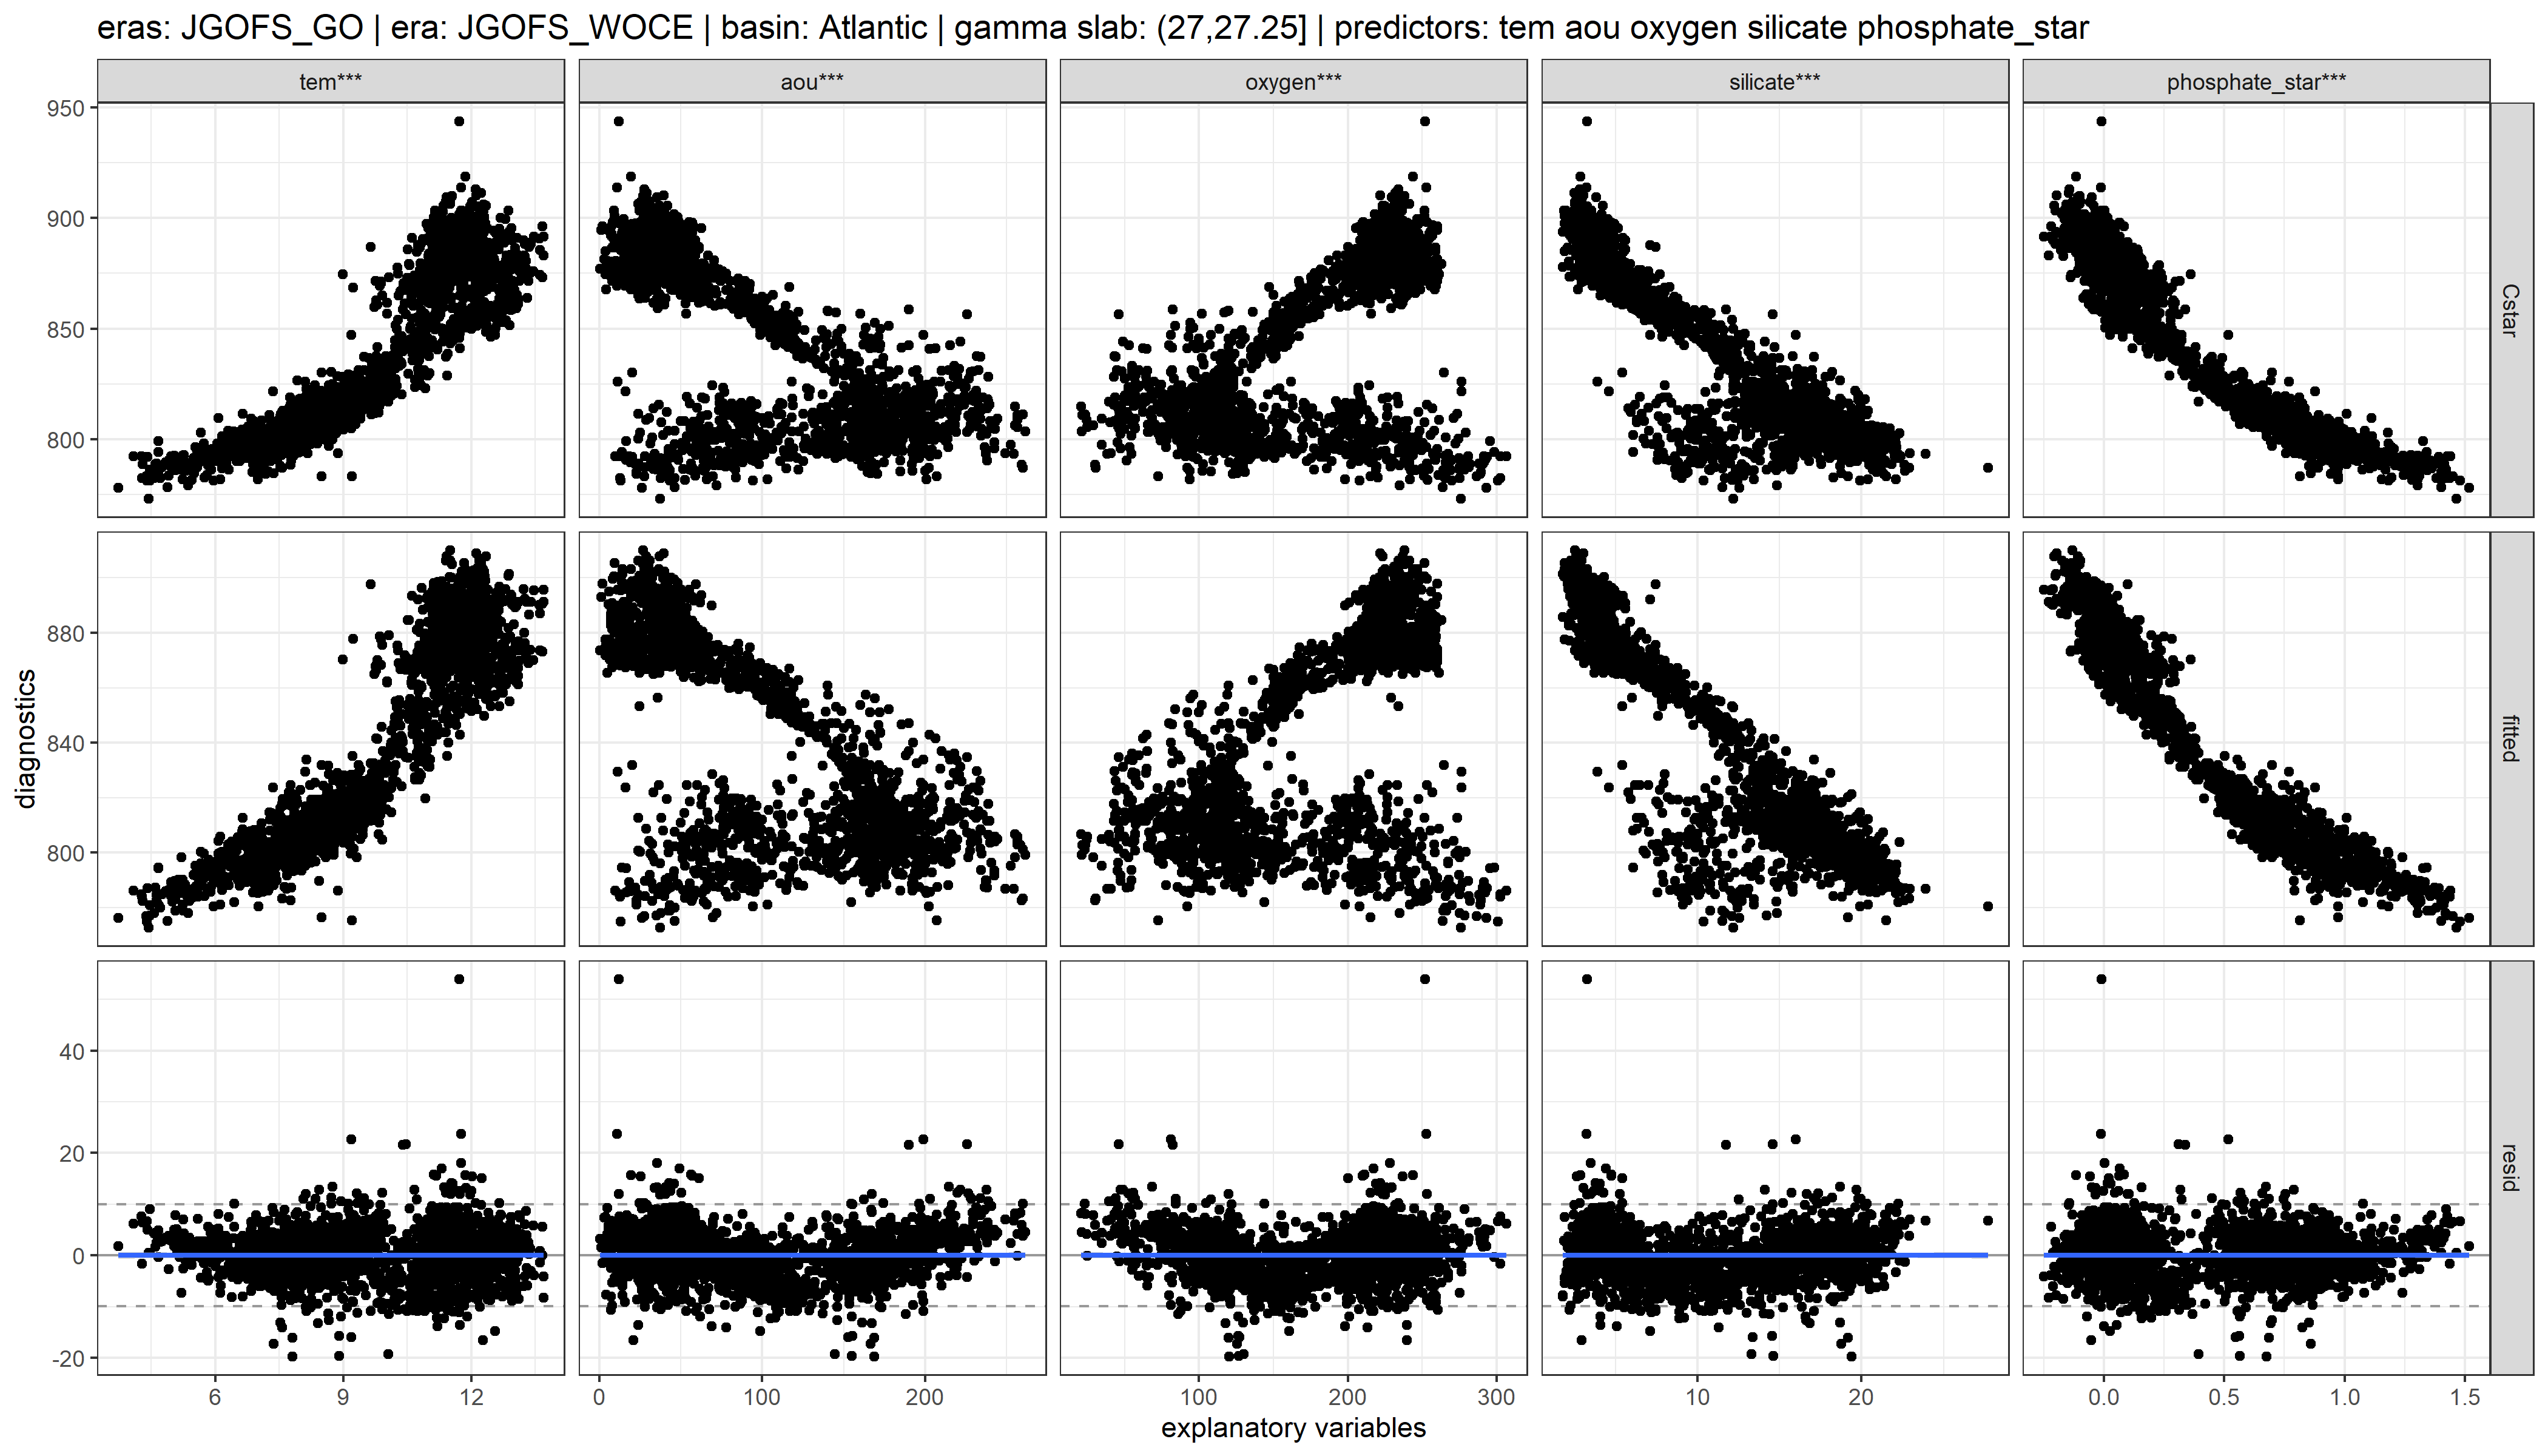 eras: JGOFS_GO | era: JGOFS_WOCE | basin: Atlantic | gamma slab: (27,27.25] | predictors: tem aou oxygen silicate phosphate_star
tem*** aou*** oxygen*** silicate*** phosphate_star***
950
900
850
800
Cstar
880
840
800
fitted
diagnostics
40
20
0
-20
resid
6 9 12 0 100 200 100 200 300 10 20 0.0 0.5 1.0 1.5
explanatory variables